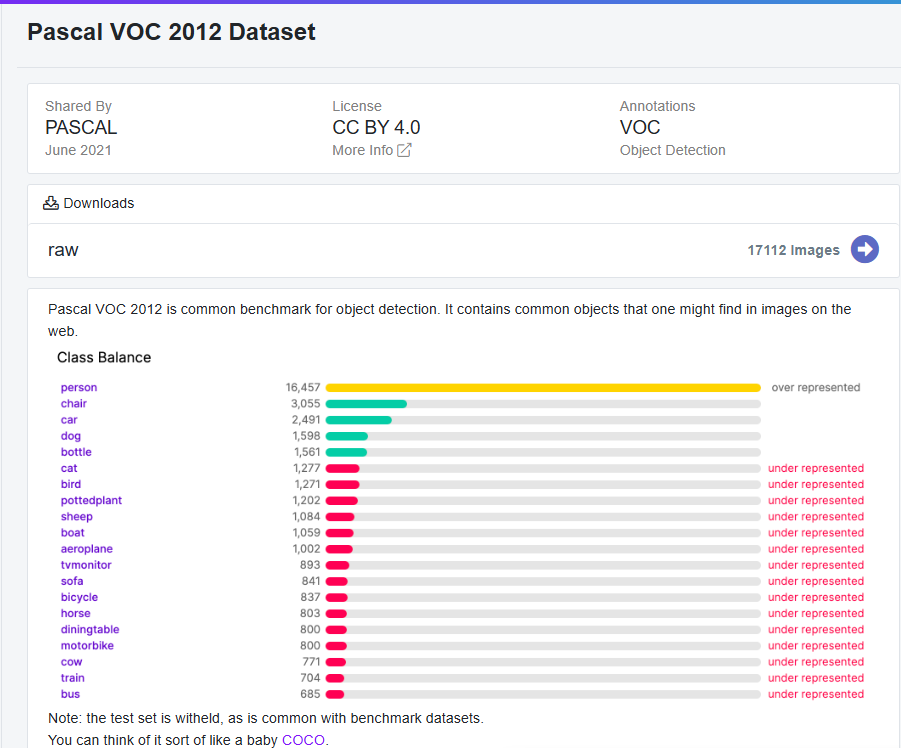 Pascal VOC 2012 Dataset
Shared By License Annotations
PASCAL CC BY 4.0 VOC
June 2021 More Info Object Detection
Downloads
raw 17112 Images
Pascal VOC 2012 is common benchmark for object detection. It contains common objects that one might find in images on the
web.
Class Balance
person 16,457 over represented
chair 3,055
car 2,491
dog 1,598
bottle 1,561
cat 1,277 under represented
bird 1,271 under represented
pottedplant 1,202 under represented
sheep 1,084 under represented
boat 1,059 under represented
aeroplane 1,002 under represented
tvmonitor 893 under represented
sofa 841 under represented
bicycle 837 under represented
horse 803 under represented
diningtable 800 under represented
motorbike 800 under represented
cow 771 under represented
train 704 under represented
bus 685 under represented
Note: the test set is witheld, as is common with benchmark datasets.
You can think of it sort of like a baby COCO.